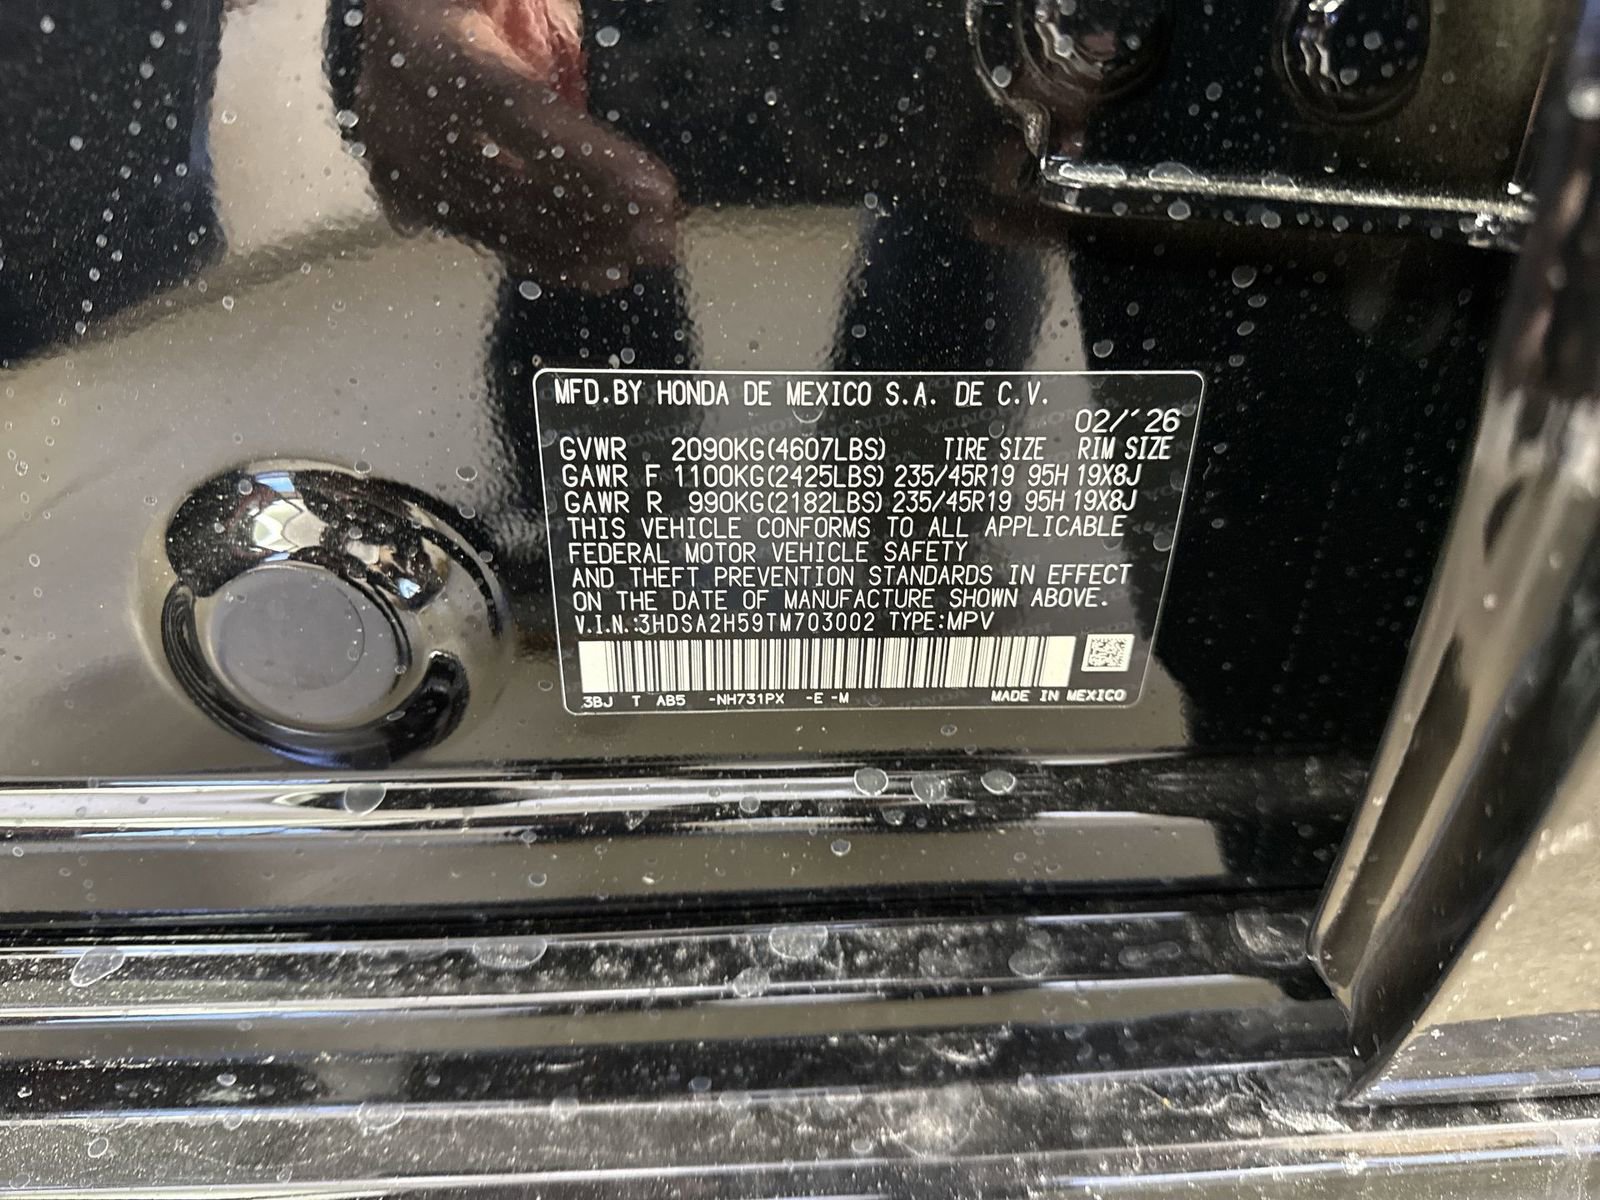 MFD.BY HONDA DE MEXICO S.A. DE C.V.
02/'26
GVWR 2090KG(4607LBS) TIRE SIZE RIM SIZE
GAWR F 1100KG(2425LBS) 235/45R19 95H 19X8J
GAWR R 990KG(2182LBS) 235/45R19 95H 19X8J
THIS VEHICLE CONFORMS TO ALL APPLICABLE
FEDERAL MOTOR VEHICLE SAFETY
AND THEFT PREVENTION STANDARDS IN EFFECT
ON THE DATE OF MANUFACTURE SHOWN ABOVE.
V.I.N.:3HDSA2H59TM703002 TYPE:MPV
3BJ T AB5 -NH731PX -E -M MADE IN MEXICO